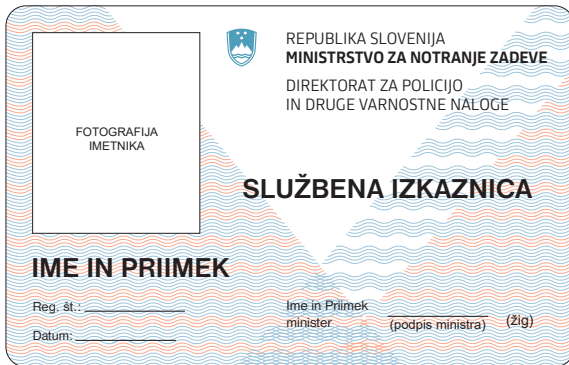 REPUBLIKA SLOVENIJA
MINISTRSTVO ZA NOTRANJE ZADEVE
DIREKTORAT ZA POLICIJO
IN DRUGE VARNOSTNE NALOGE
FOTOGRAFIJA
IMETNIKA
SLUŽBENA IZKAZNICA
IME IN PRIIMEK
Reg. št.:
Datum:
Ime in Priimek
minister
(podpis ministra)
(žig)